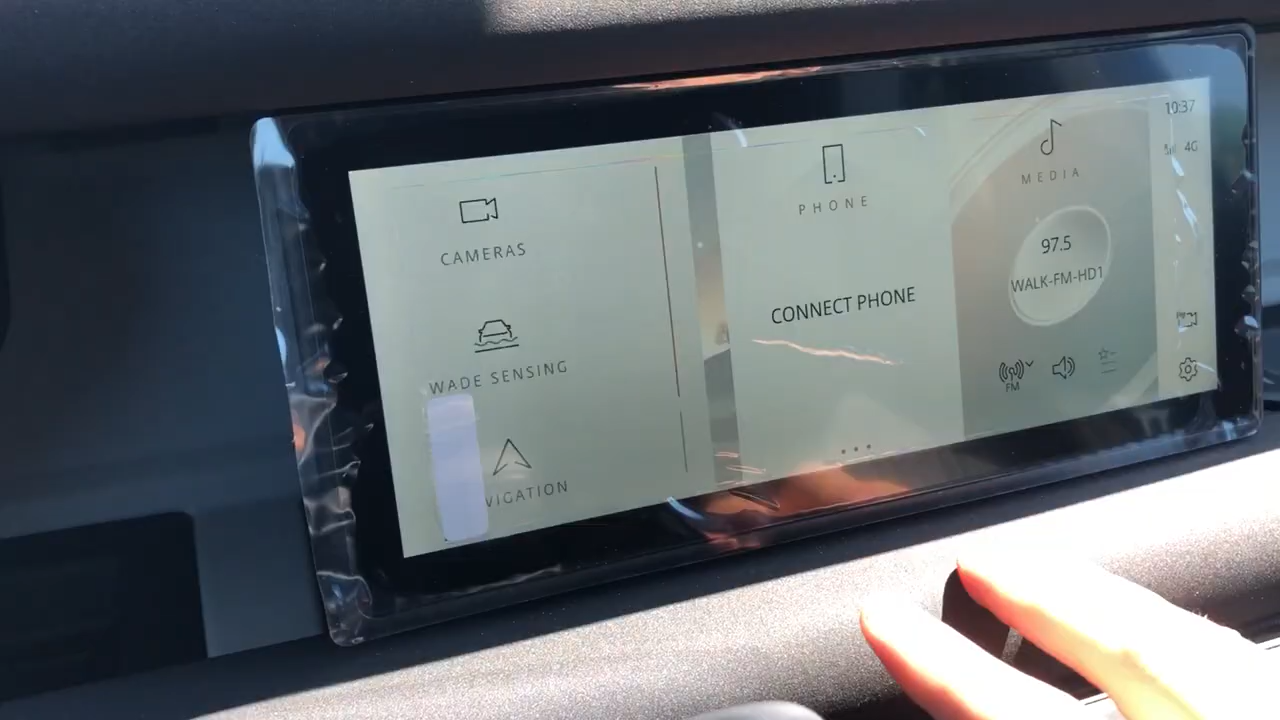 CAMERAS
WADE SENSING
VIGATION
PHONE
CONNECT PHONE
MEDIA
97.5
WALK-FM-HD1
FM
10:37
4G